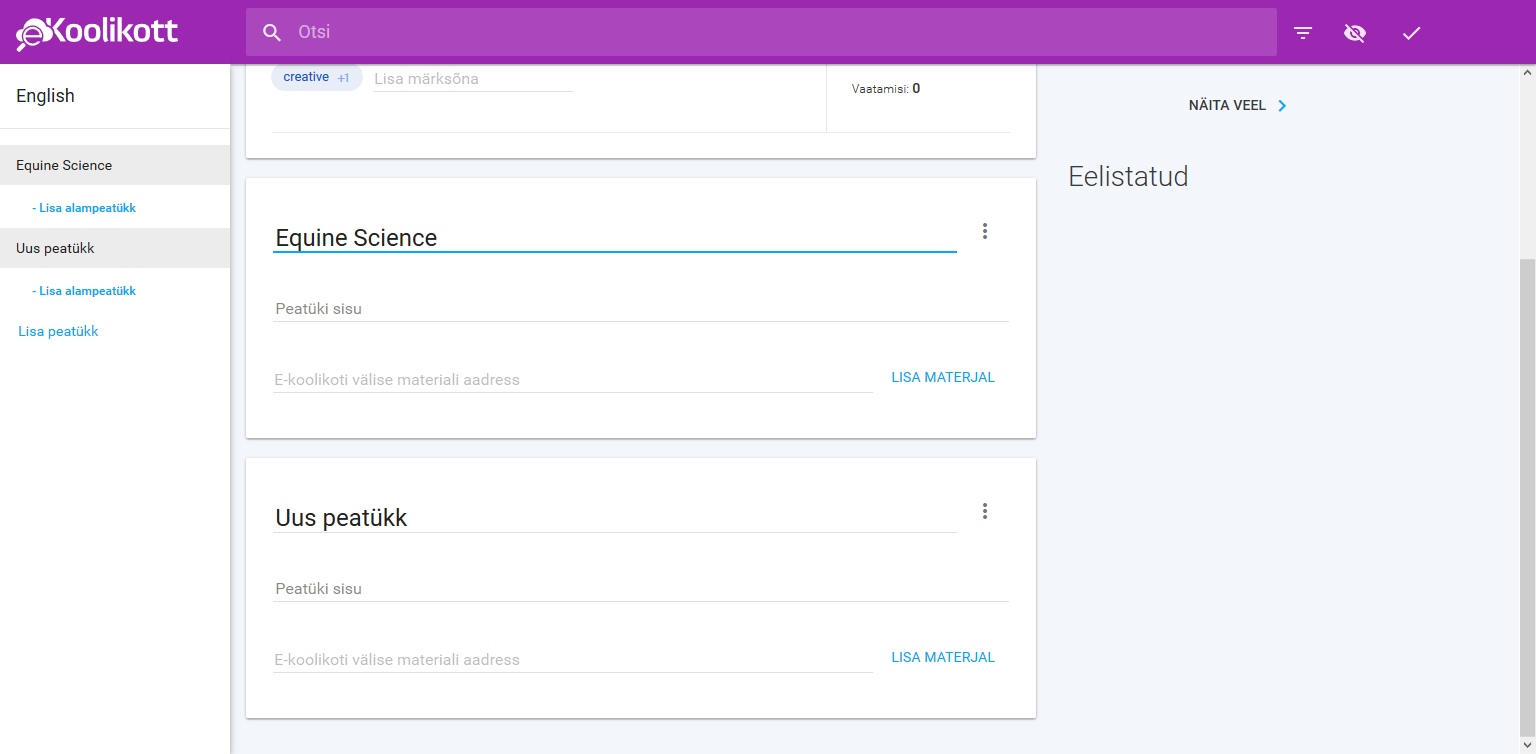 eKoolikott
Otsi
English
Equine Science
- Lisa alampeatükk
Uus peatükk
- Lisa alampeatükk
Lisa peatükk
creative +1
Lisa märksõna
Vaatamisi: 0
Equine Science
Peatüki sisu
E-koolikoti välise materiali aadress
LISA MATERJAL
Uus peatükk
Peatüki sisu
E-koolikoti välise materiali aadress
LISA MATERJAL
NÄITA VEEL
Eelistatud